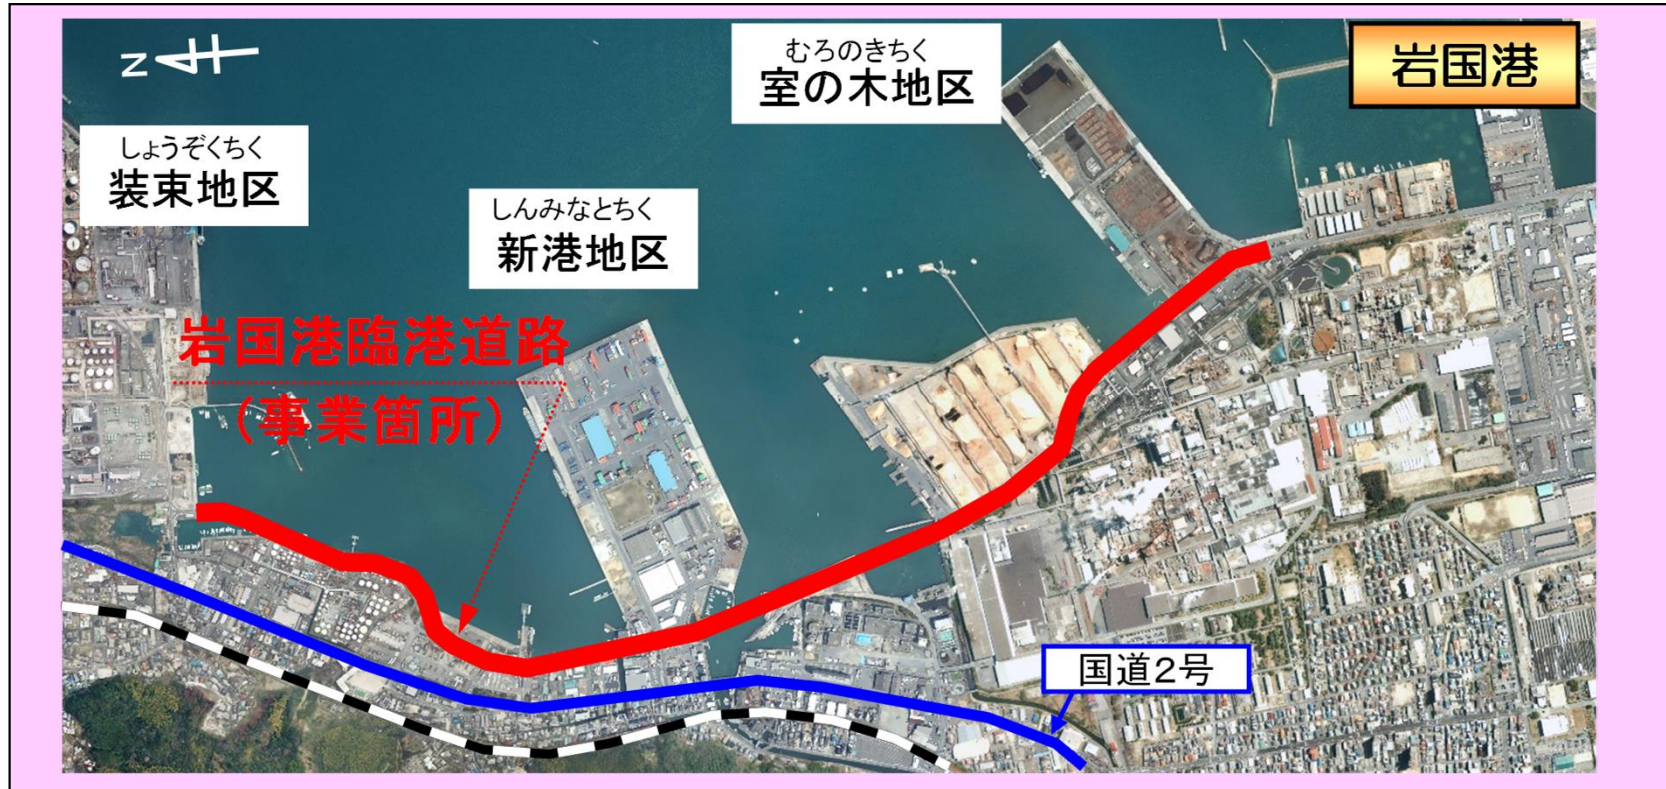 N
むろのきちく
室の木地区
岩国港
しょうぞくちく
装束地区
しんみなとちく
新港地区
岩国港臨港道路
（事業箇所）
国道2号